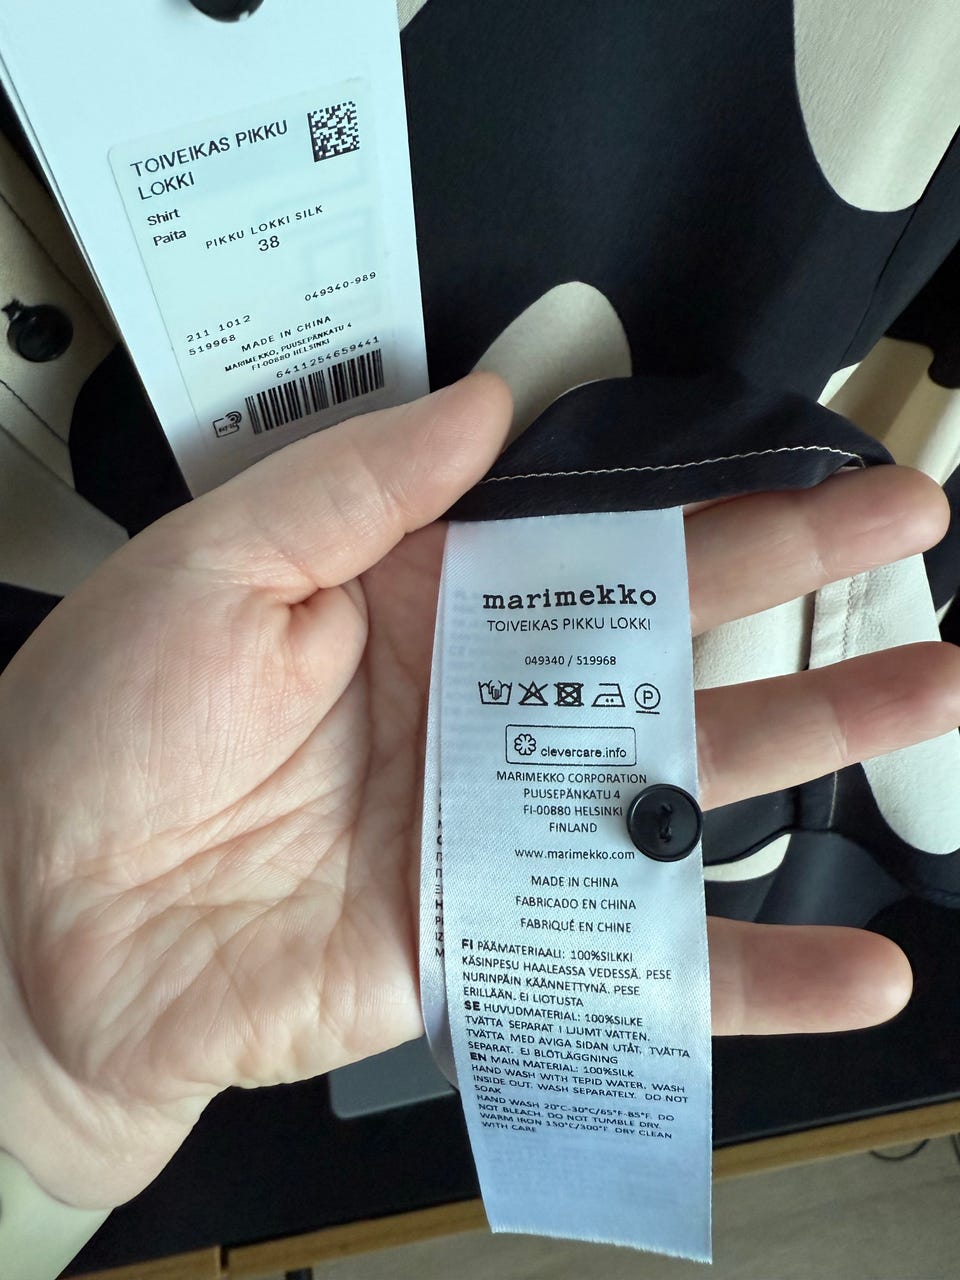 TOIVEIKAS PIKKU
LOKKI
Shirt
Paita
PIKKU LOKKI SILK
38
049340-989
211 1012
519968
MADE IN CHINA
MARIMEKKO, PUUSEPÄNKATU 4
FI-00880 HELSINKI
6411254659441
marimekko
TOIVEIKAS PIKKU LOKKI
049340 / 519968
P
clevercare.info
MARIMEKKO CORPORATION
PUUSEPÄNKATU 4
FI-00880 HELSINKI
FINLAND
www.marimekko.com
MADE IN CHINA
FABRICADO EN CHINA
FABRIQUÉ EN CHINE
FI PÄÄMATERIAALI: 100%SILKKI
KÄSINPESU HAALEASSA VEDESSÄ. PESE
NURINPÄIN KÄÄNNETTYNÄ. PESE
ERILLÄÄN. EI LIOTUSTA
SE HUVUDMATERIAL: 100%SILKE
TVÄTTA SEPARAT I LJUMT VATTEN.
TVÄTTA MED AVIGA SIDAN UTÅT. TVÄTTA
SEPARAT. EJ BLÖTLÄGGNING
EN MAIN MATERIAL: 100%SILK
HAND WASH WITH TEPID WATER. WASH
INSIDE OUT. WASH SEPARATELY. DO NOT
SOAK
HAND WASH 20°C-30°C/65°F-85°F. DO
NOT BLEACH. DO NOT TUMBLE DRY.
WARM IRON 150°C/300°F. DRY CLEAN
WITH CARE